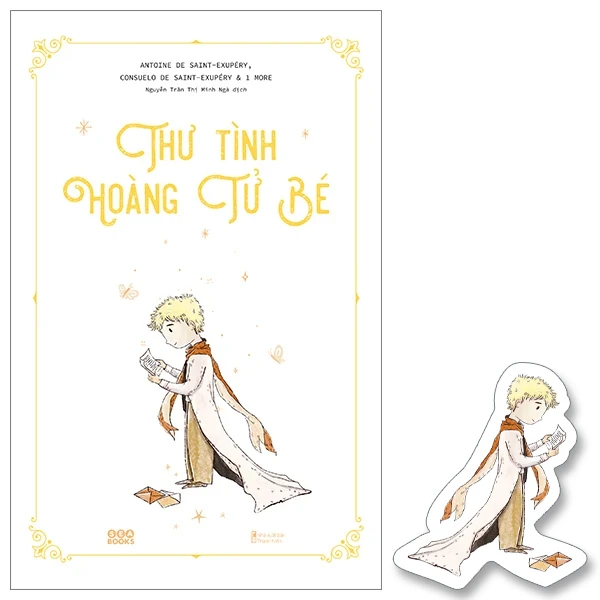 ANTOINE DE SAINT-EXUPÉRY,
CONSUELO DE SAINT-EXUPÉRY & 1 MORE
Nguyễn Trần Thị Minh Ngà dịch
THƯ TÌNH
HOÀNG TỬ BÉ
SEA
BOOKS